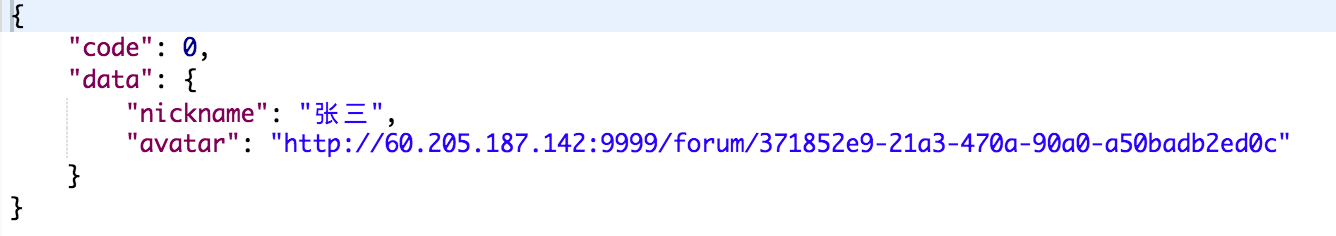 {
    "code": 0,
    "data": {
        "nickname": "张三",
        "avatar": "http://60.205.187.142:9999/forum/371852e9-21a3-470a-90a0-a50badb2ed0c"
    }
}